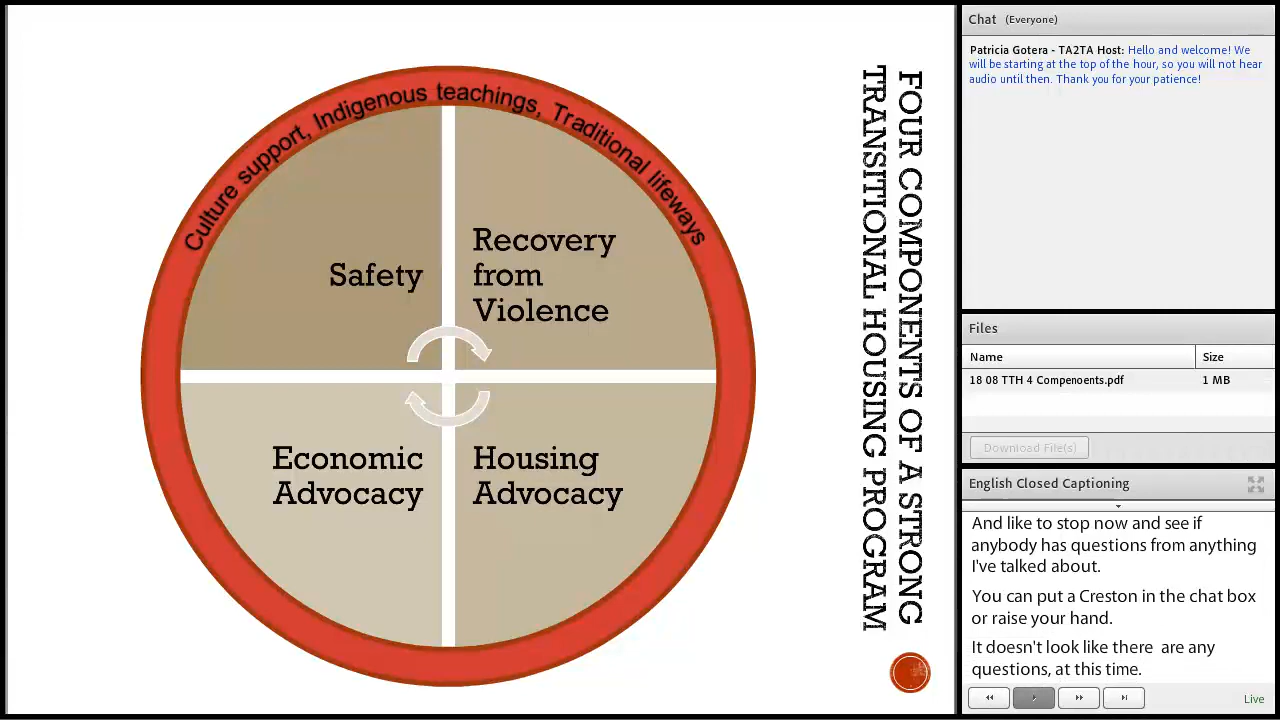 Culture support, Indigenous teachings, Traditional lifeways
Safety
Recovery
from
Violence
Economic
Advocacy
Housing
Advocacy
FOUR COMPONENTS OF A STRONG
TRANSITIONAL HOUSING PROGRAM
Chat (Everyone)
Patricia Gotera - TA2TA Host: Hello and welcome! We
will be starting at the top of the hour, so you will not hear
audio until then. Thank you for your patience!
Files
Name Size
18 08 TTH 4 Compenoents.pdf 1 MB
Download File(s)
English Closed Captioning
And like to stop now and see if
anybody has questions from anything
I've talked about.
You can put a Creston in the chat box
or raise your hand.
It doesn't look like there are any
questions, at this time.
Live